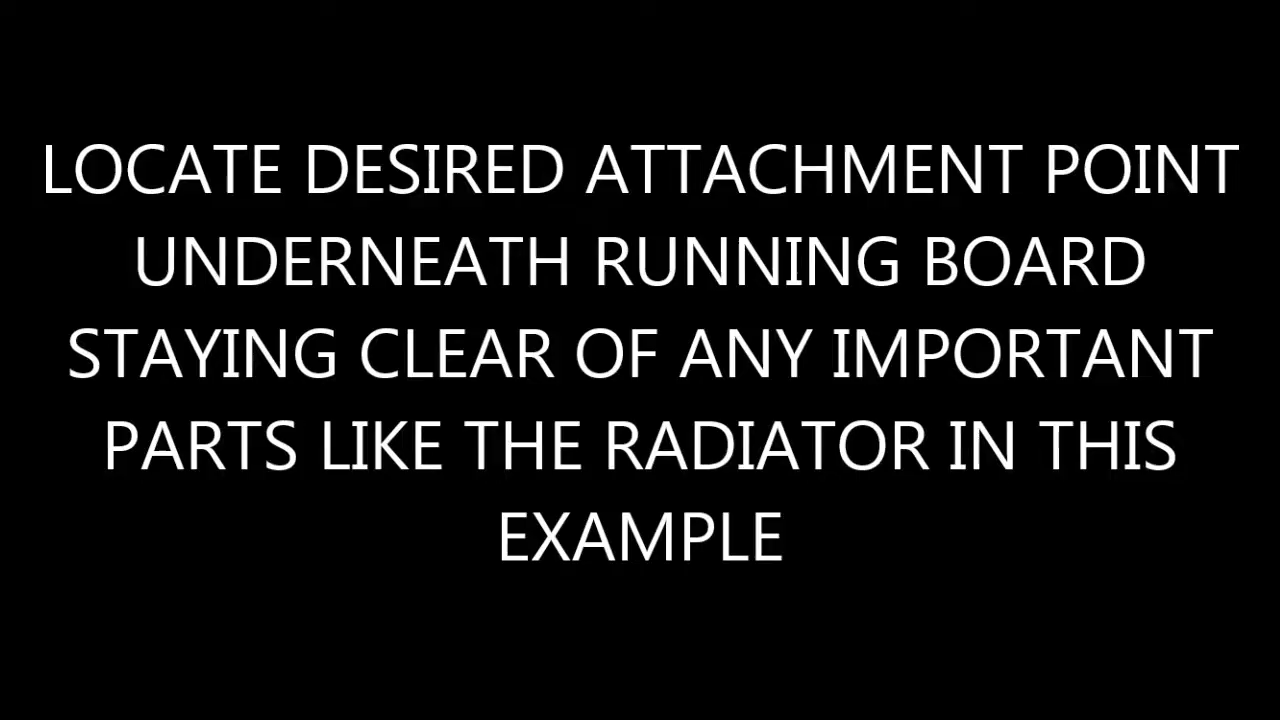 LOCATE DESIRED ATTACHMENT POINT
UNDERNEATH RUNNING BOARD
STAYING CLEAR OF ANY IMPORTANT
PARTS LIKE THE RADIATOR IN THIS
EXAMPLE